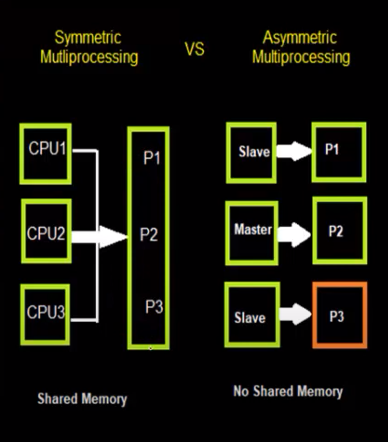 Symmetric
Mutliprocessing
VS
Asymmetric
Multiprocessing
CPU1
CPU2
CPU3
P1
P2
P3
Shared Memory
Slave
P1
Master
P2
Slave
P3
No Shared Memory